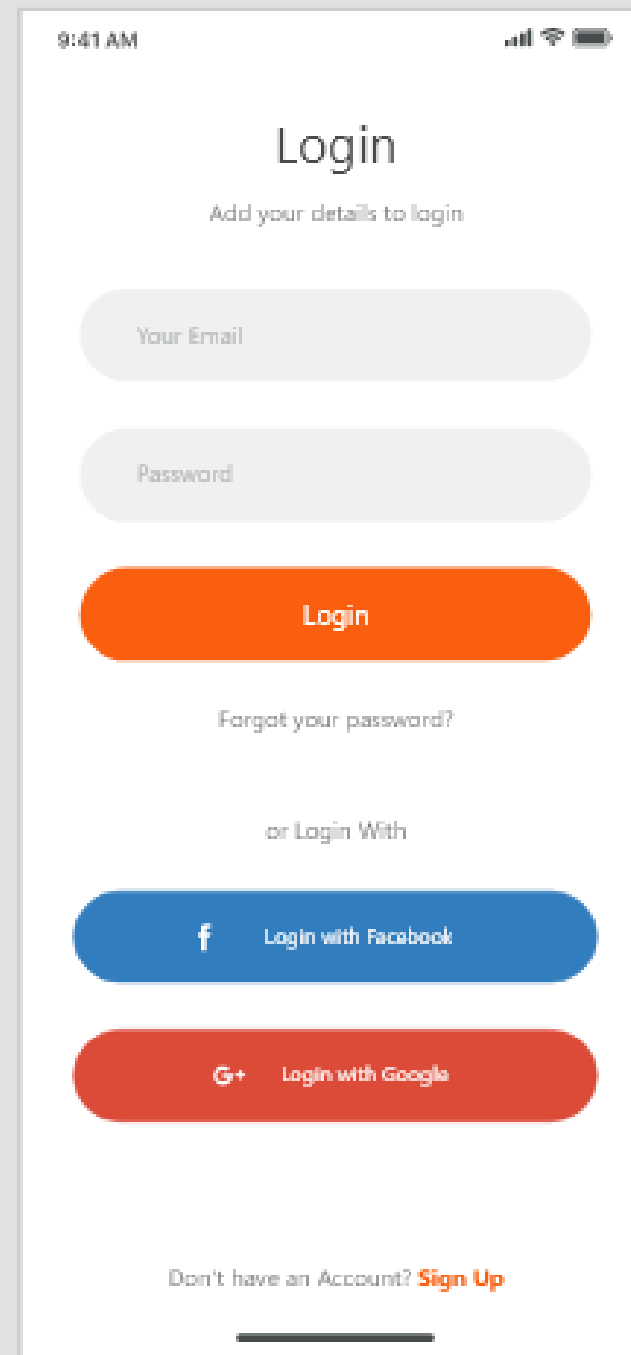 9:41 AM
Login
Add your details to login
Your Email
Password
Login
Forgot your password?
or Login With
f Login with Facebook
G+ Login with Google
Don't have an Account? Sign Up